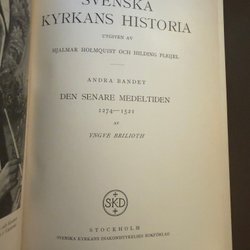 SVENSKA
KYRKANS HISTORIA
UTGIVEN AV
HJALMAR HOLMQUIST OCH HILDING PLEIJEL
ANDRA BANDET
DEN SENARE MEDELTIDEN
1274—1521
AV
YNGVE BRILIOTH
SKD
STOCKHOLM
SVENSKA KYRKANS DIAKONISTYRELSES BOKFÖRLAG